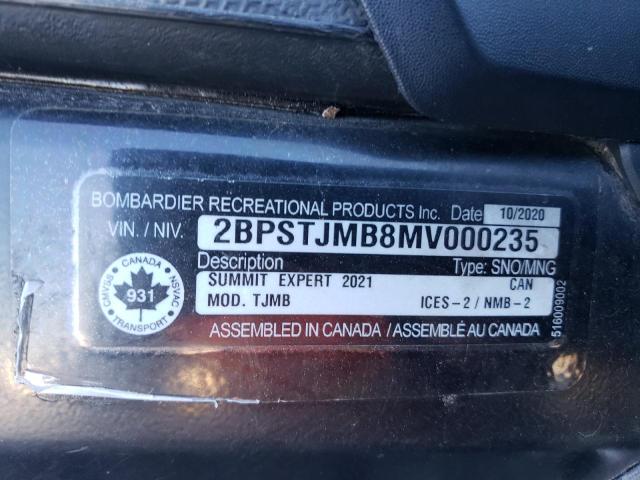 BOMBARDIER RECREATIONAL PRODUCTS Inc. Date 10/2020
VIN. / NIV. 2BPSTJMB8MV000235
Description Type: SNO/MNG
SUMMIT EXPERT 2021 CAN
MOD. TJMB ICES-2 / NMB-2
ASSEMBLED IN CANADA / ASSEMBLÉ AU CANADA
CANADA
CMVSS 931 NSVAC
TRANSPORT
516009002